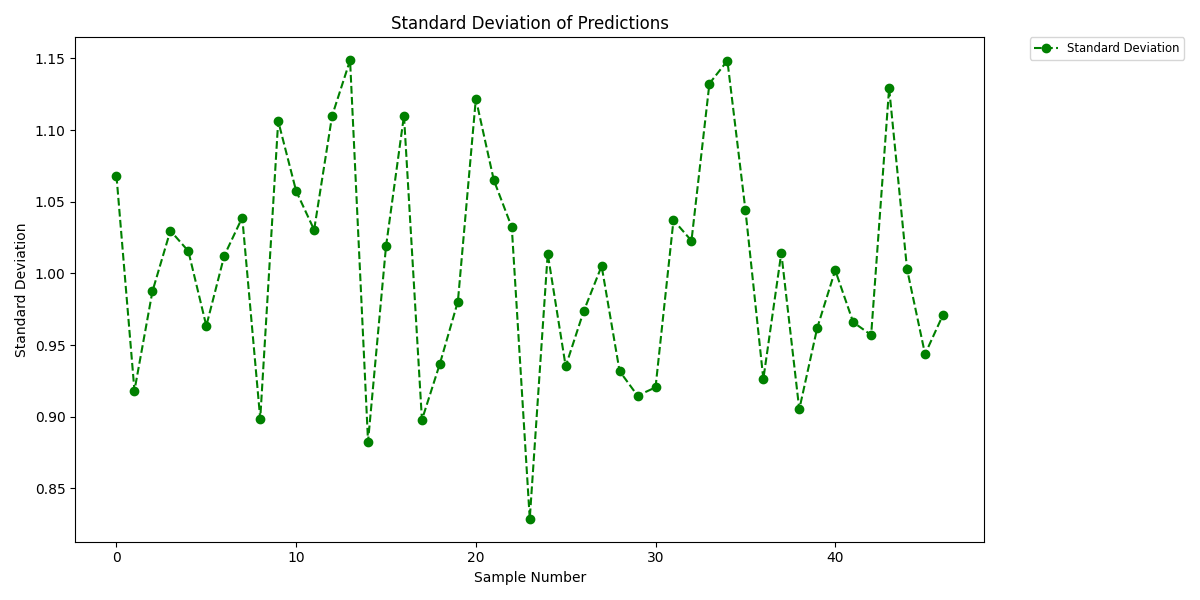 Standard Deviation of Predictions
Standard Deviation
1.15
1.10
1.05
1.00
0.95
0.90
0.85
Standard Deviation
0 10 20 30 40
Sample Number